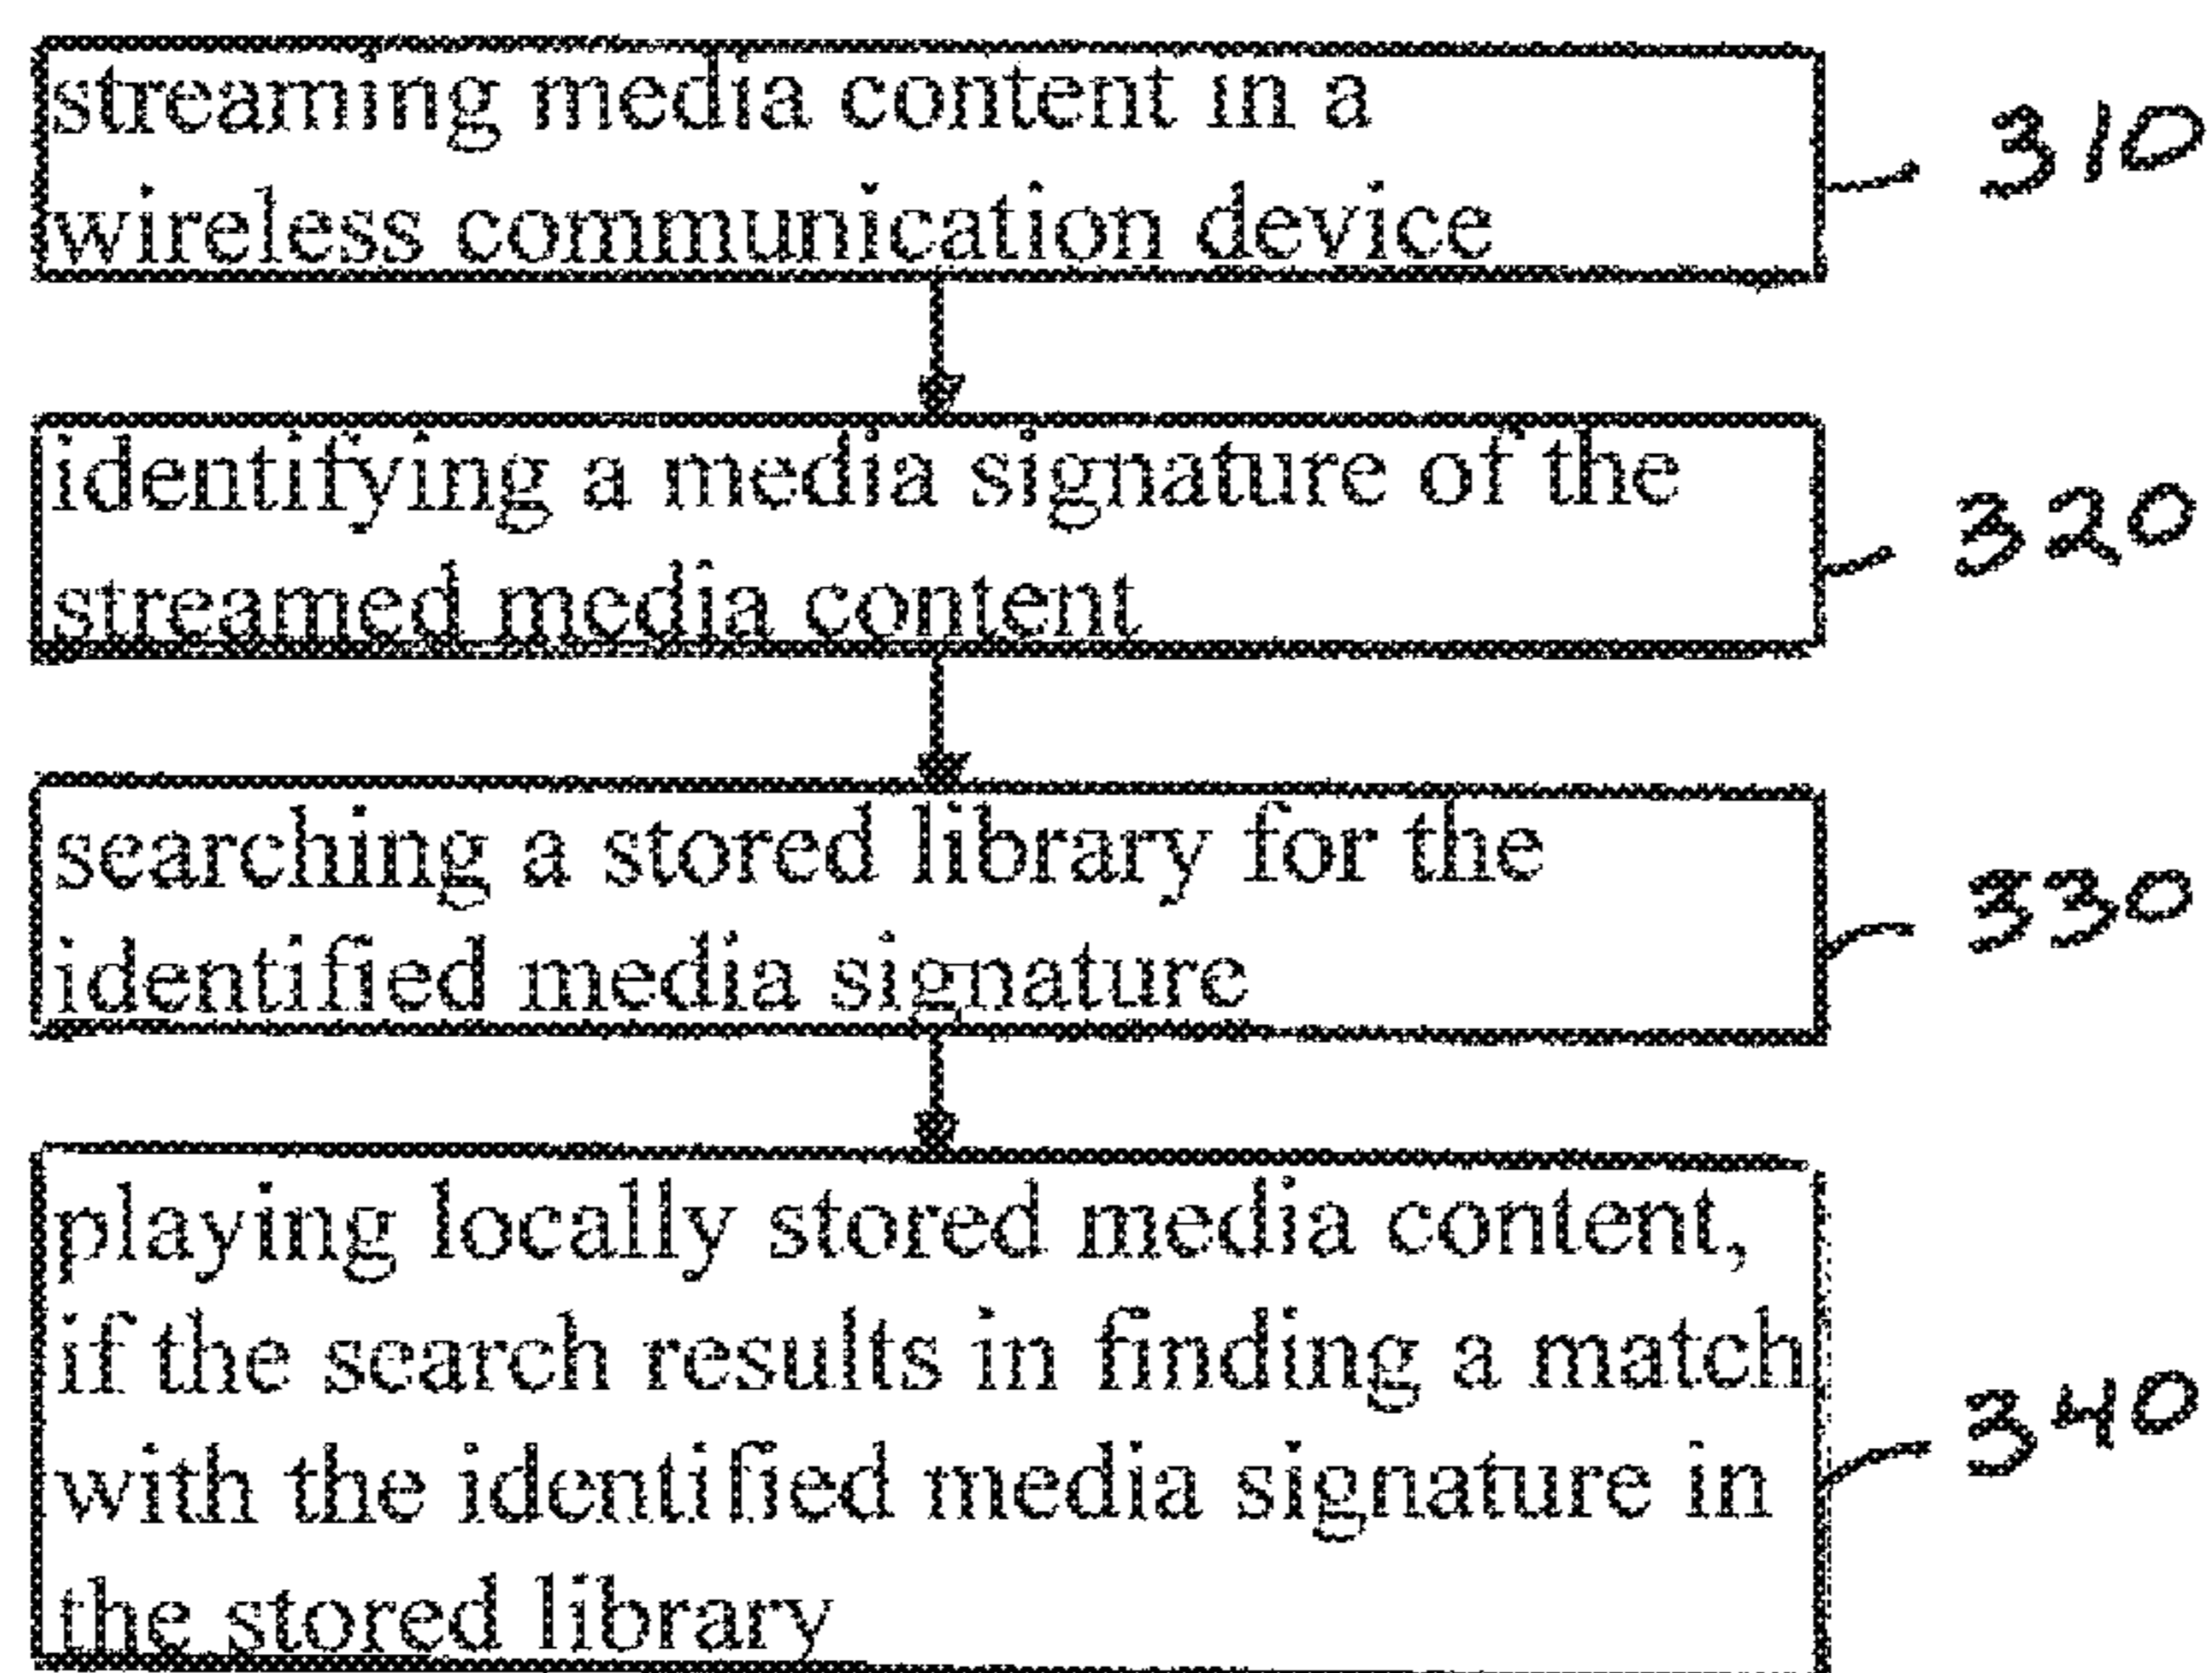 streaming media content in a
wireless communication device
310
identifying a media signature of the
streamed media content
320
searching a stored library for the
identified media signature
330
playing locally stored media content,
if the search results in finding a match
with the identified media signature in
the stored library
340